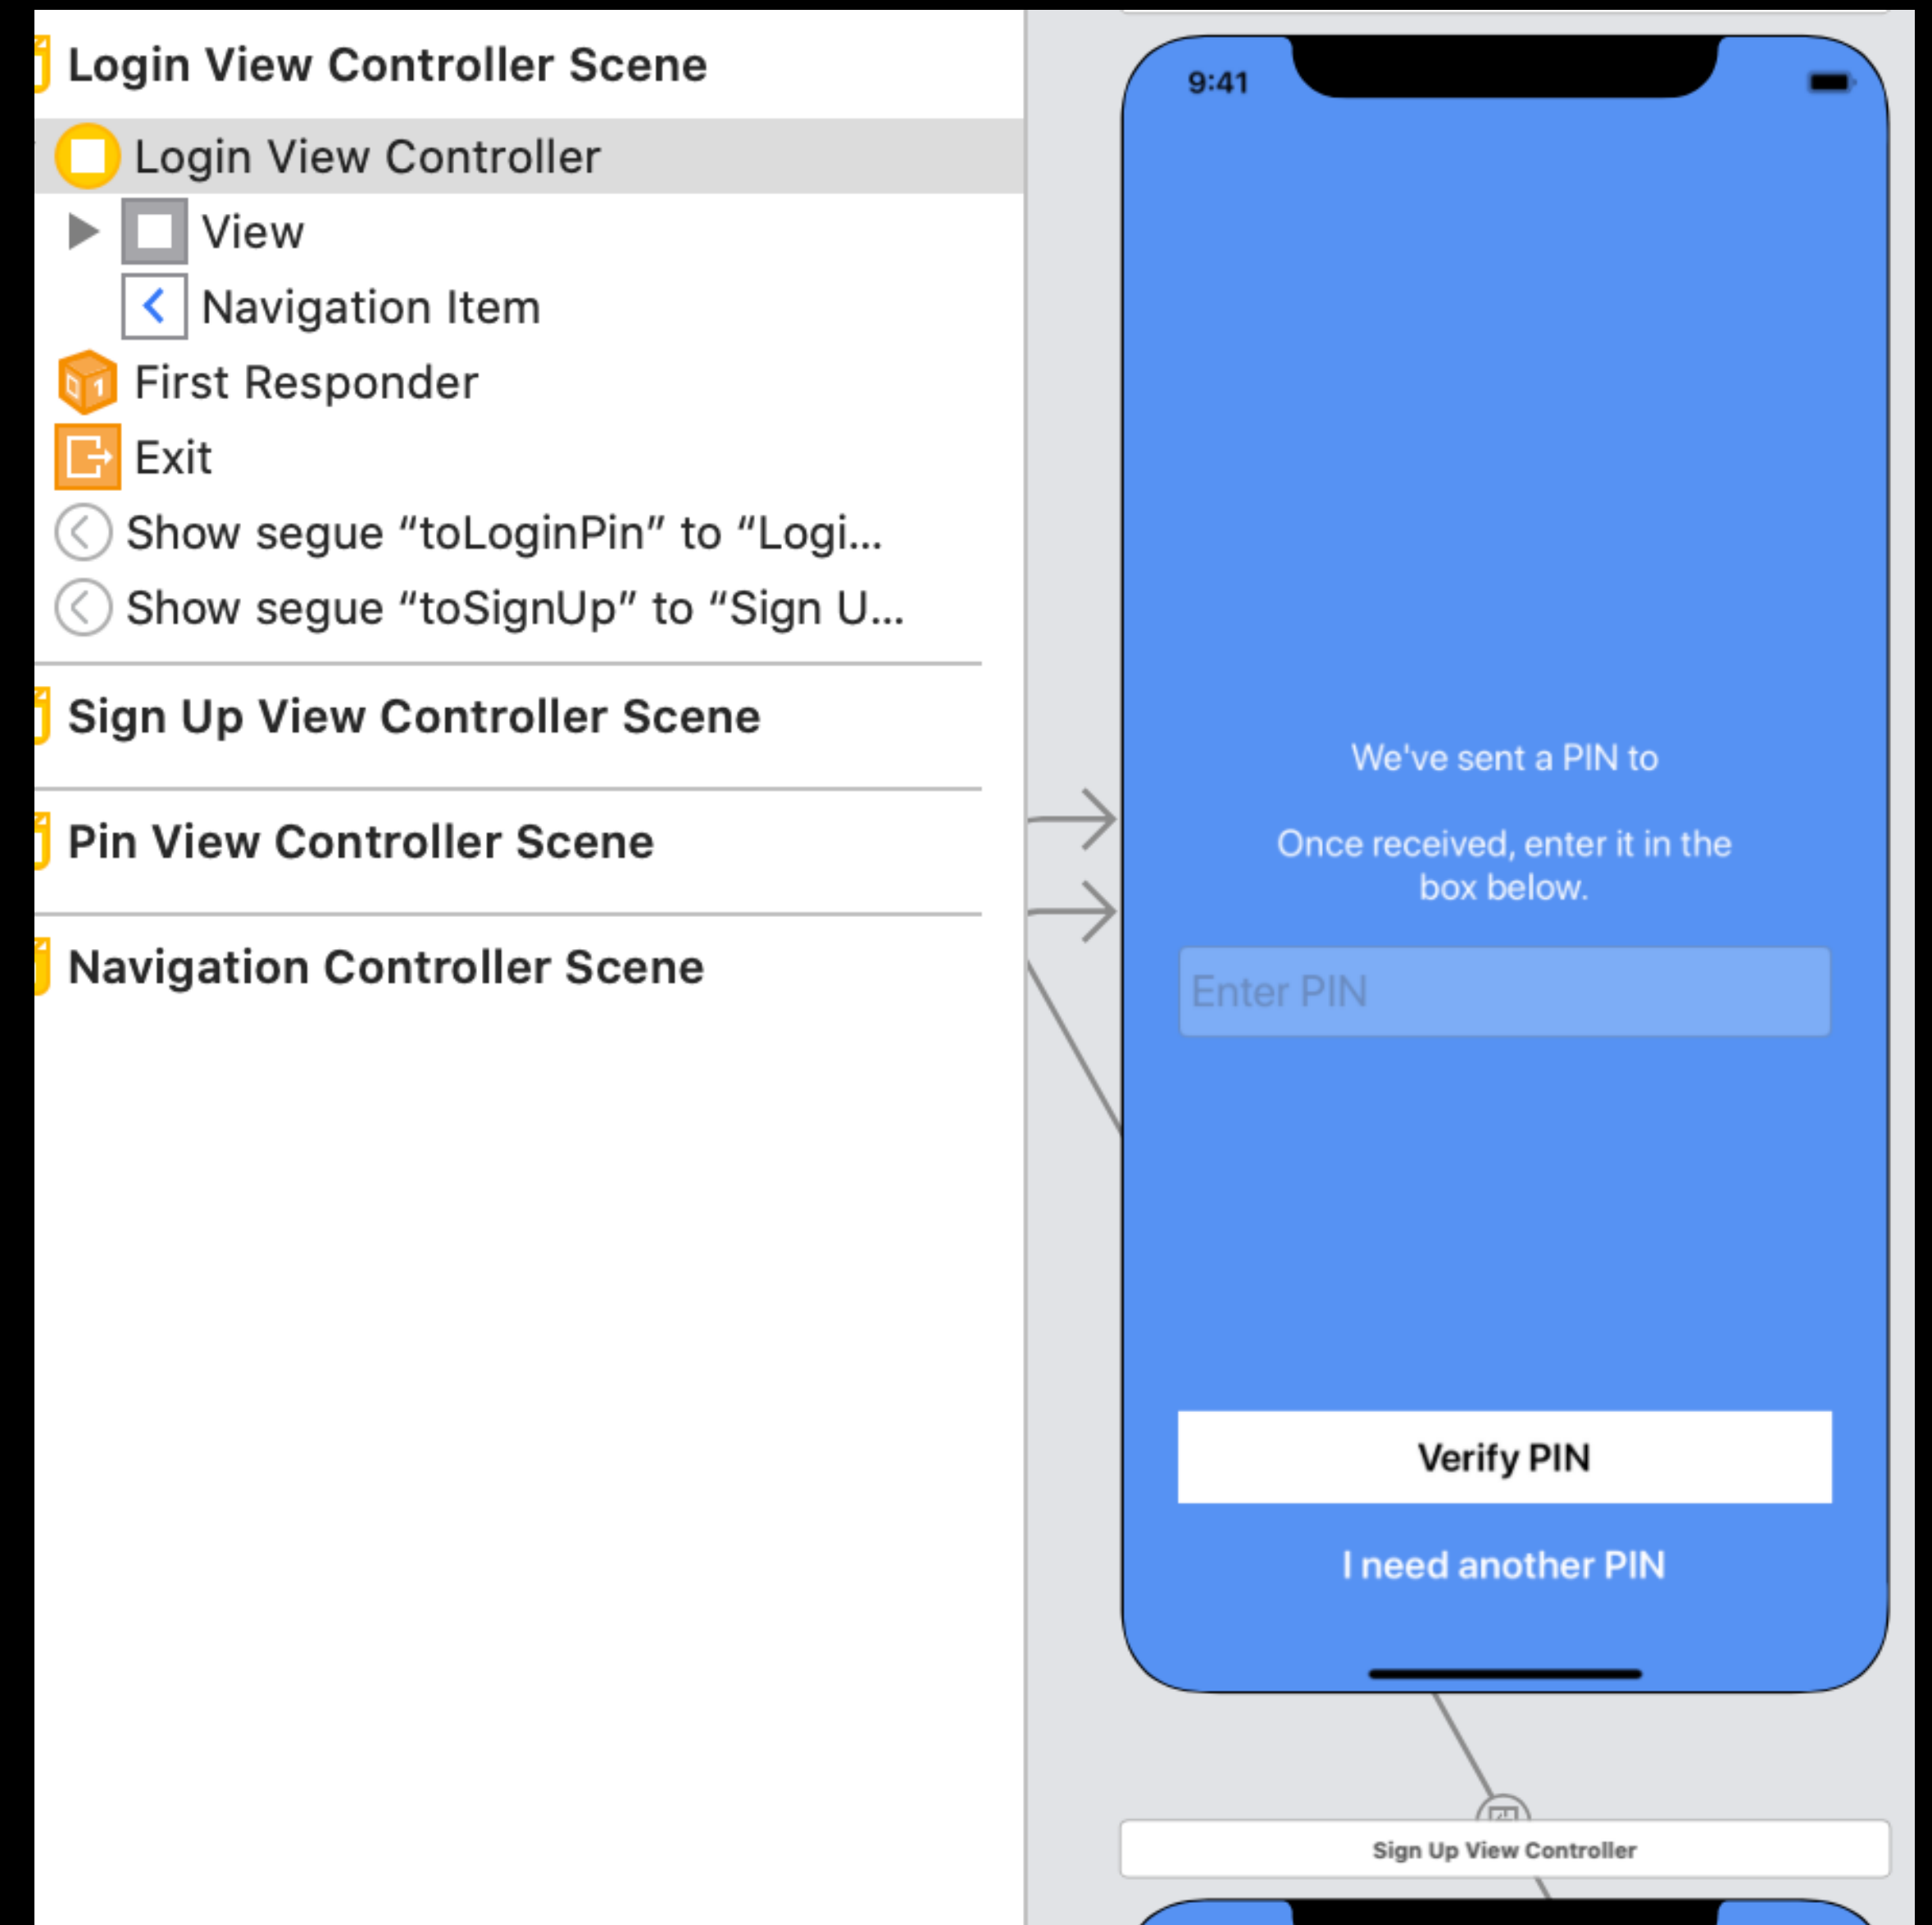 Login View Controller Scene
Login View Controller
View
Navigation Item
First Responder
Exit
Show segue “toLoginPin” to “Logi...
Show segue “toSignUp” to “Sign U...
Sign Up View Controller Scene
Pin View Controller Scene
Navigation Controller Scene
9:41
We've sent a PIN to
Once received, enter it in the
box below.
Enter PIN
Verify PIN
I need another PIN
Sign Up View Controller